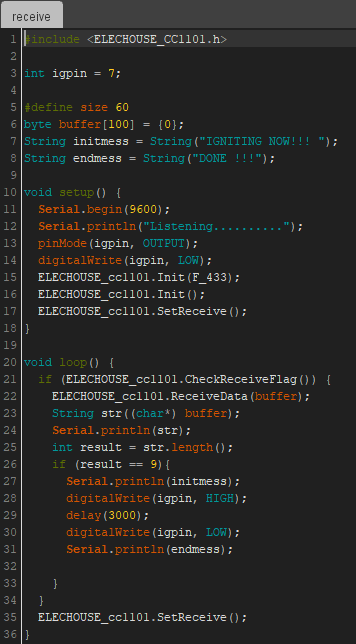 receive
1 #include <ELECHOUSE_CC1101.h>
2
3 int igpin = 7;
4
5 #define size 60
6 byte buffer[100] = {0};
7 String initmess = String("IGNITING NOW!!! ");
8 String endmess = String("DONE !!!");
9
10 void setup() {
11   Serial.begin(9600);
12   Serial.println("Listening..........");
13   pinMode(igpin, OUTPUT);
14   digitalWrite(igpin, LOW);
15   ELECHOUSE_cc1101.Init(F_433);
16   ELECHOUSE_cc1101.Init();
17   ELECHOUSE_cc1101.SetReceive();
18 }
19
20 void loop() {
21   if (ELECHOUSE_cc1101.CheckReceiveFlag()) {
22     ELECHOUSE_cc1101.ReceiveData(buffer);
23     String str((char*) buffer);
24     Serial.println(str);
25     int result = str.length();
26     if (result == 9){
27       Serial.println(initmess);
28       digitalWrite(igpin, HIGH);
29       delay(3000);
30       digitalWrite(igpin, LOW);
31       Serial.println(endmess);
32
33     }
34   }
35   ELECHOUSE_cc1101.SetReceive();
36 }